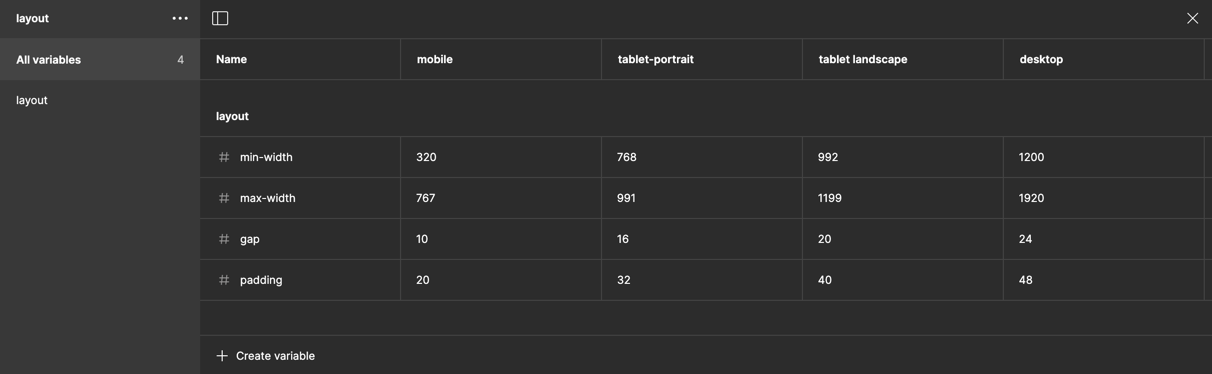 layout
All variables 4
layout
Name mobile tablet-portrait tablet landscape desktop
layout
min-width 320 768 992 1200
max-width 767 991 1199 1920
gap 10 16 20 24
padding 20 32 40 48
Create variable